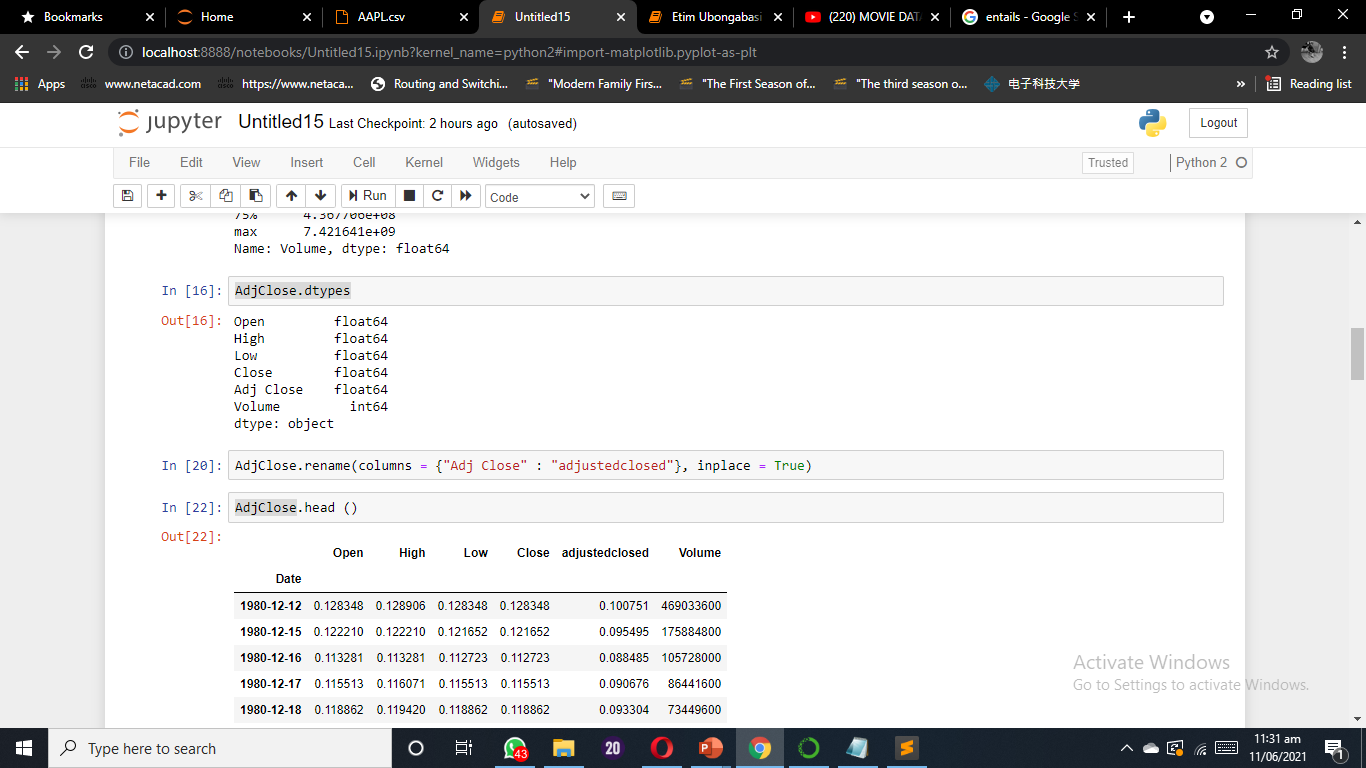 Bookmarks
Home
AAPL.csv
Untitled15
Etim Ubongabasi
(220) MOVIE DAT
entails - Google S
localhost:8888/notebooks/Untitled15.ipynb?kernel_name=python2#import-matplotlib.pyplot-as-plt
Apps www.netacad.com https://www.netaca... Routing and Switchi... "Modern Family Firs... "The First Season of... "The third season o... 电子科技大学 » Reading list
jupyter Untitled15 Last Checkpoint: 2 hours ago (autosaved) Logout
File Edit View Insert Cell Kernel Widgets Help Trusted Python 2
Run Code
75% 4.367706e+08
max 7.421641e+09
Name: Volume, dtype: float64
In [16]: AdjClose.dtypes
Out[16]: Open float64
High float64
Low float64
Close float64
Adj Close float64
Volume int64
dtype: object
In [20]: AdjClose.rename(columns = {"Adj Close" : "adjustedclosed"}, inplace = True)
In [22]: AdjClose.head ()
Out[22]:
Open High Low Close adjustedclosed Volume
Date
1980-12-12 0.128348 0.128906 0.128348 0.128348 0.100751 469033600
1980-12-15 0.122210 0.122210 0.121652 0.121652 0.095495 175884800
1980-12-16 0.113281 0.113281 0.112723 0.112723 0.088485 105728000
1980-12-17 0.115513 0.116071 0.115513 0.115513 0.090676 86441600
1980-12-18 0.118862 0.119420 0.118862 0.118862 0.093304 73449600
Activate Windows
Go to Settings to activate Windows.
Type here to search
43
20
11:31 am
11/06/2021
1